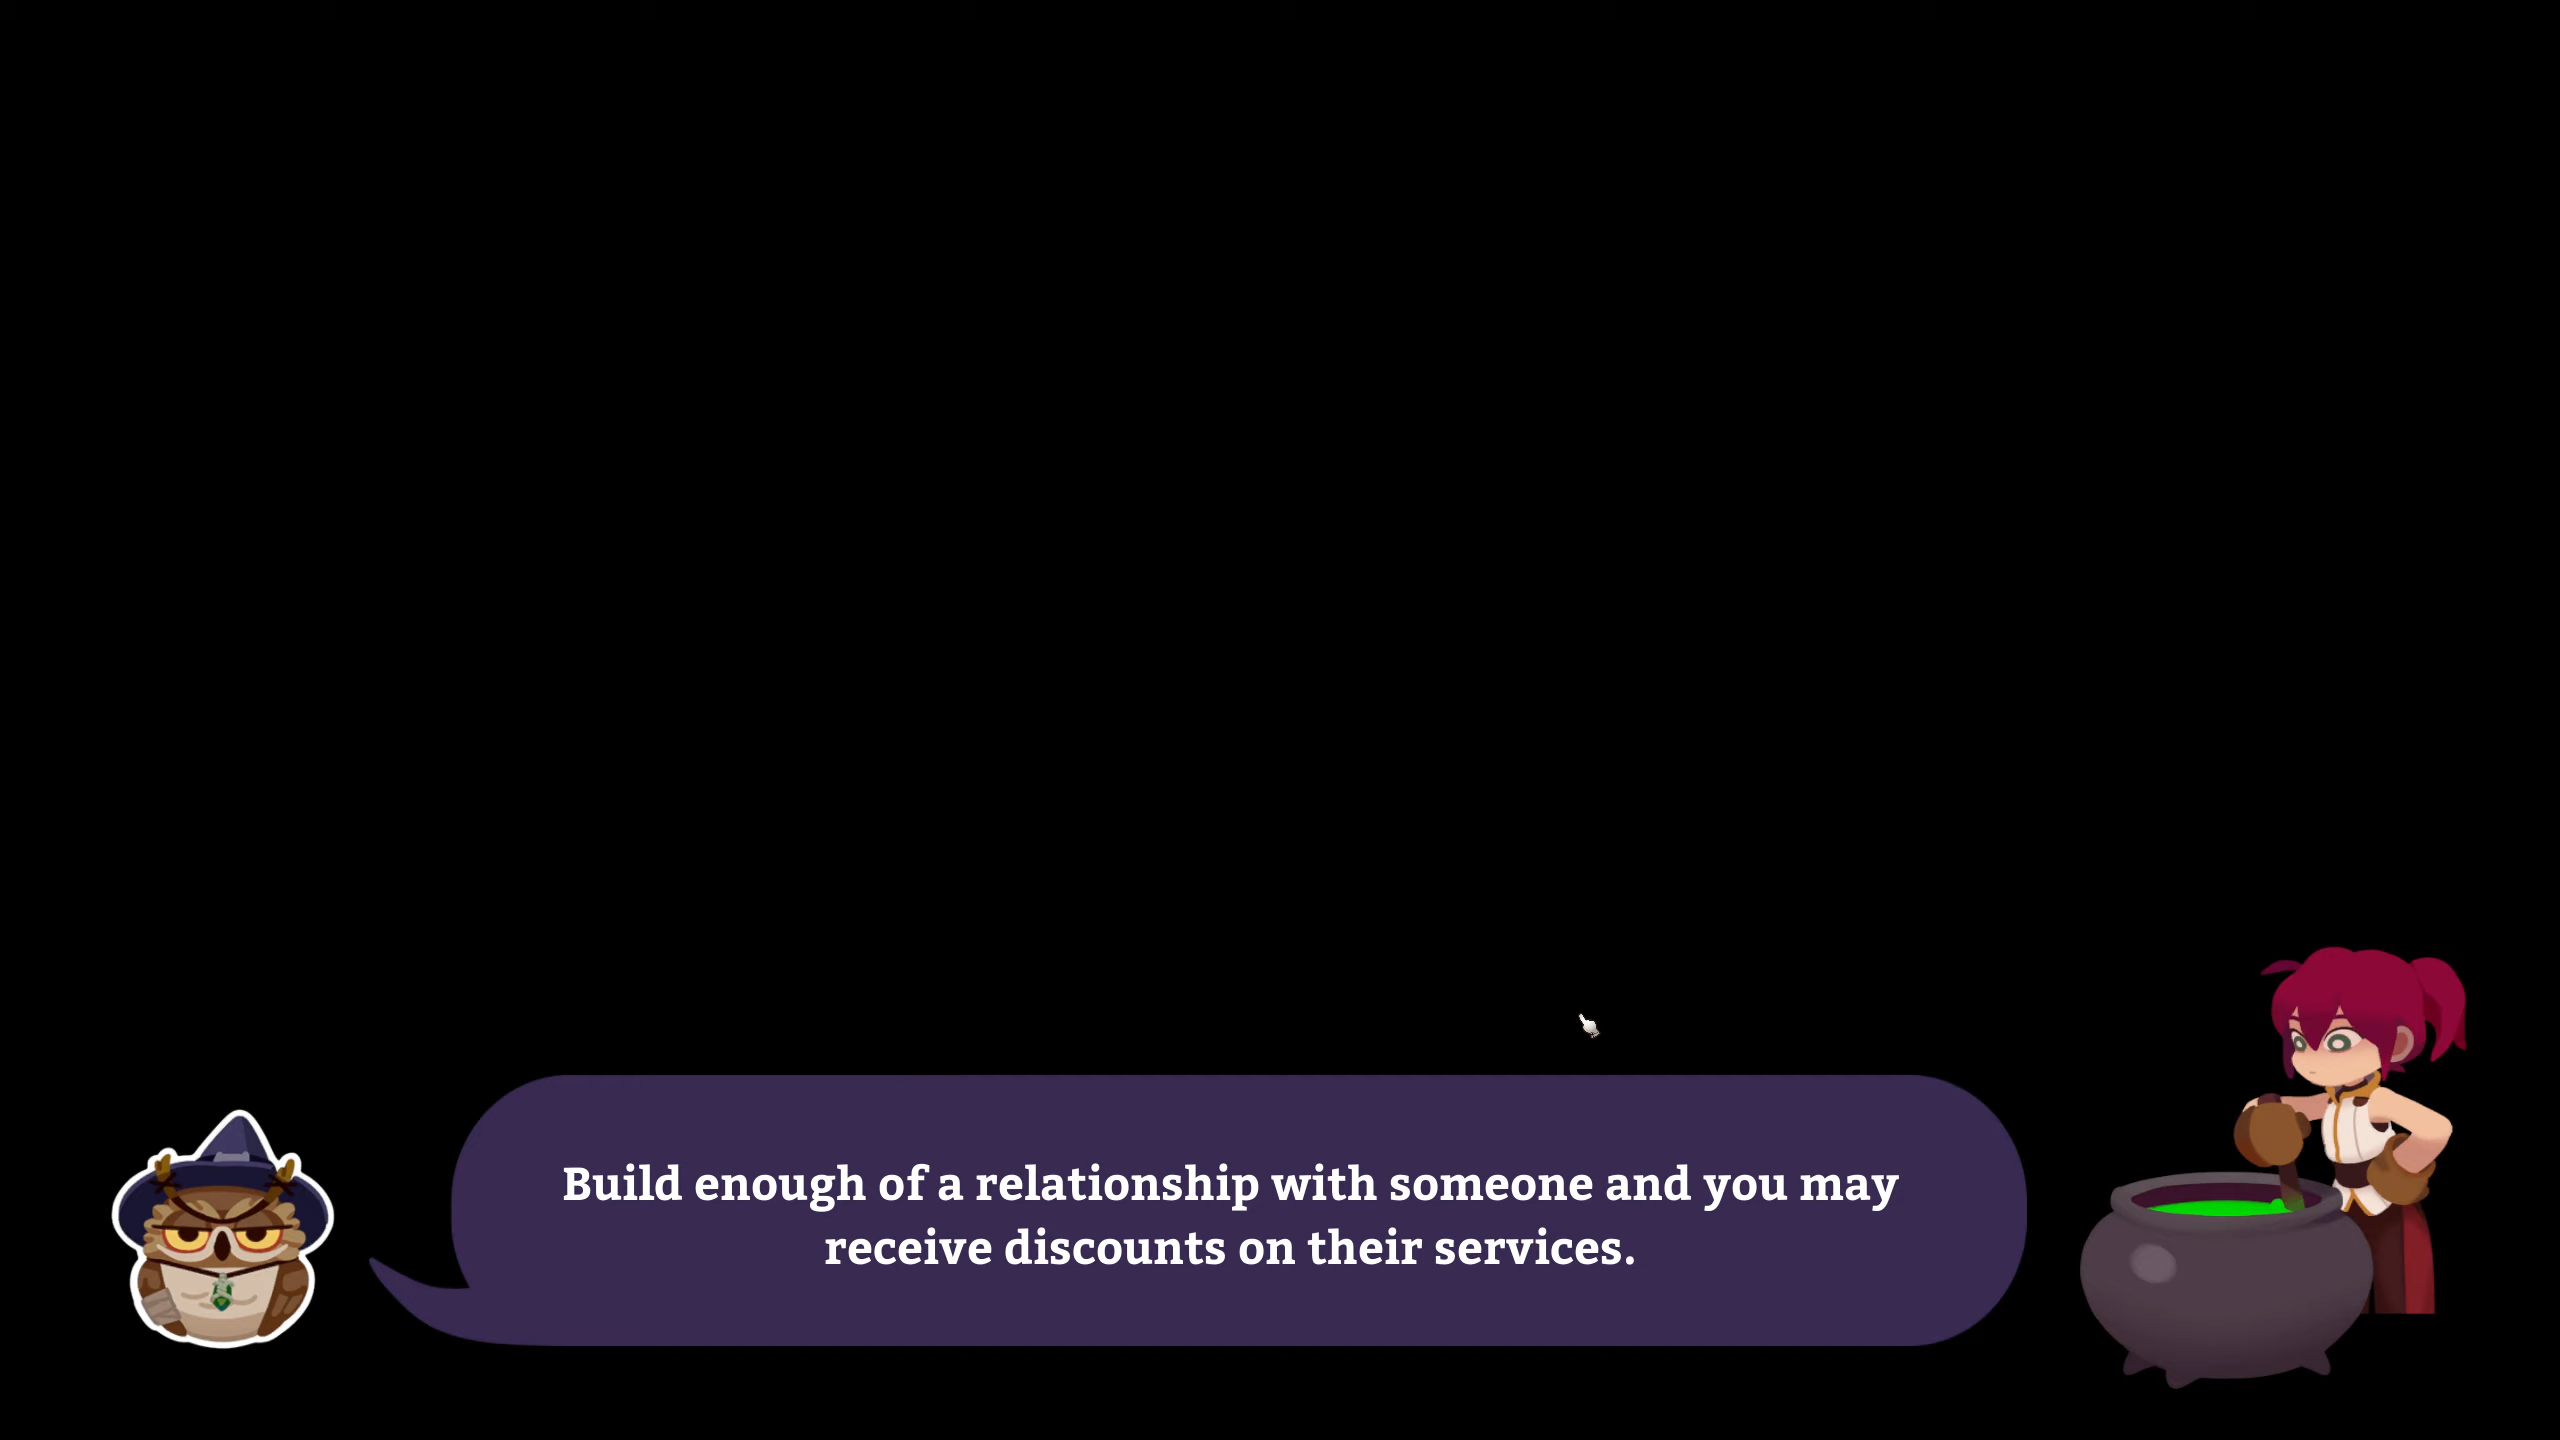 Build enough of a relationship with someone and you may
receive discounts on their services.